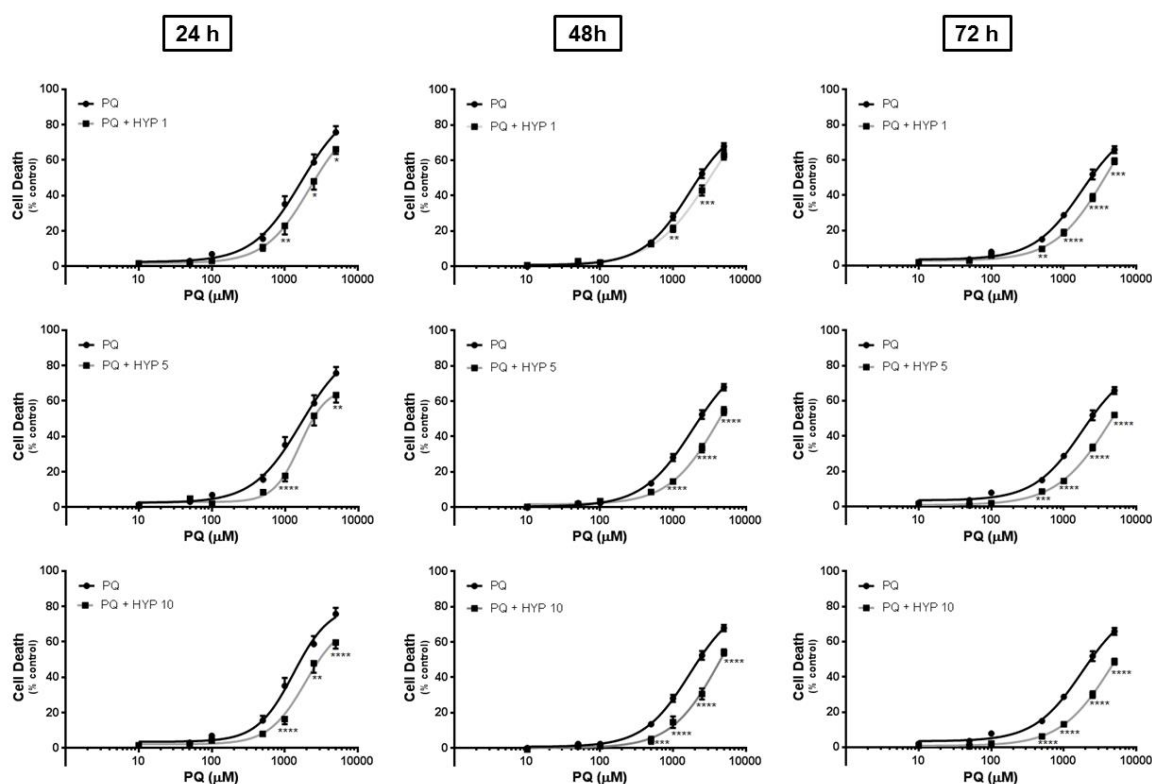 24 h
48h
72 h
100
80
60
40
20
0
Cell Death
(% control)
PQ
PQ + HYP 1
*
*
**
10
100
1000
10000
PQ (μM)
100
80
60
40
20
0
Cell Death
(% control)
PQ
PQ + HYP 1
***
**
10
100
1000
10000
PQ (μM)
100
80
60
40
20
0
Cell Death
(% control)
PQ
PQ + HYP 1
***
****
****
**
10
100
1000
10000
PQ (μM)
100
80
60
40
20
0
Cell Death
(% control)
PQ
PQ + HYP 5
**
****
10
100
1000
10000
PQ (μM)
100
80
60
40
20
0
Cell Death
(% control)
PQ
PQ + HYP 5
****
****
****
10
100
1000
10000
PQ (μM)
100
80
60
40
20
0
Cell Death
(% control)
PQ
PQ + HYP 5
****
****
****
***
10
100
1000
10000
PQ (μM)
100
80
60
40
20
0
Cell Death
(% control)
PQ
PQ + HYP 10
****
**
****
10
100
1000
10000
PQ (μM)
100
80
60
40
20
0
Cell Death
(% control)
PQ
PQ + HYP 10
****
****
****
****
10
100
1000
10000
PQ (μM)
100
80
60
40
20
0
Cell Death
(% control)
PQ
PQ + HYP 10
****
****
****
****
10
100
1000
10000
PQ (μM)